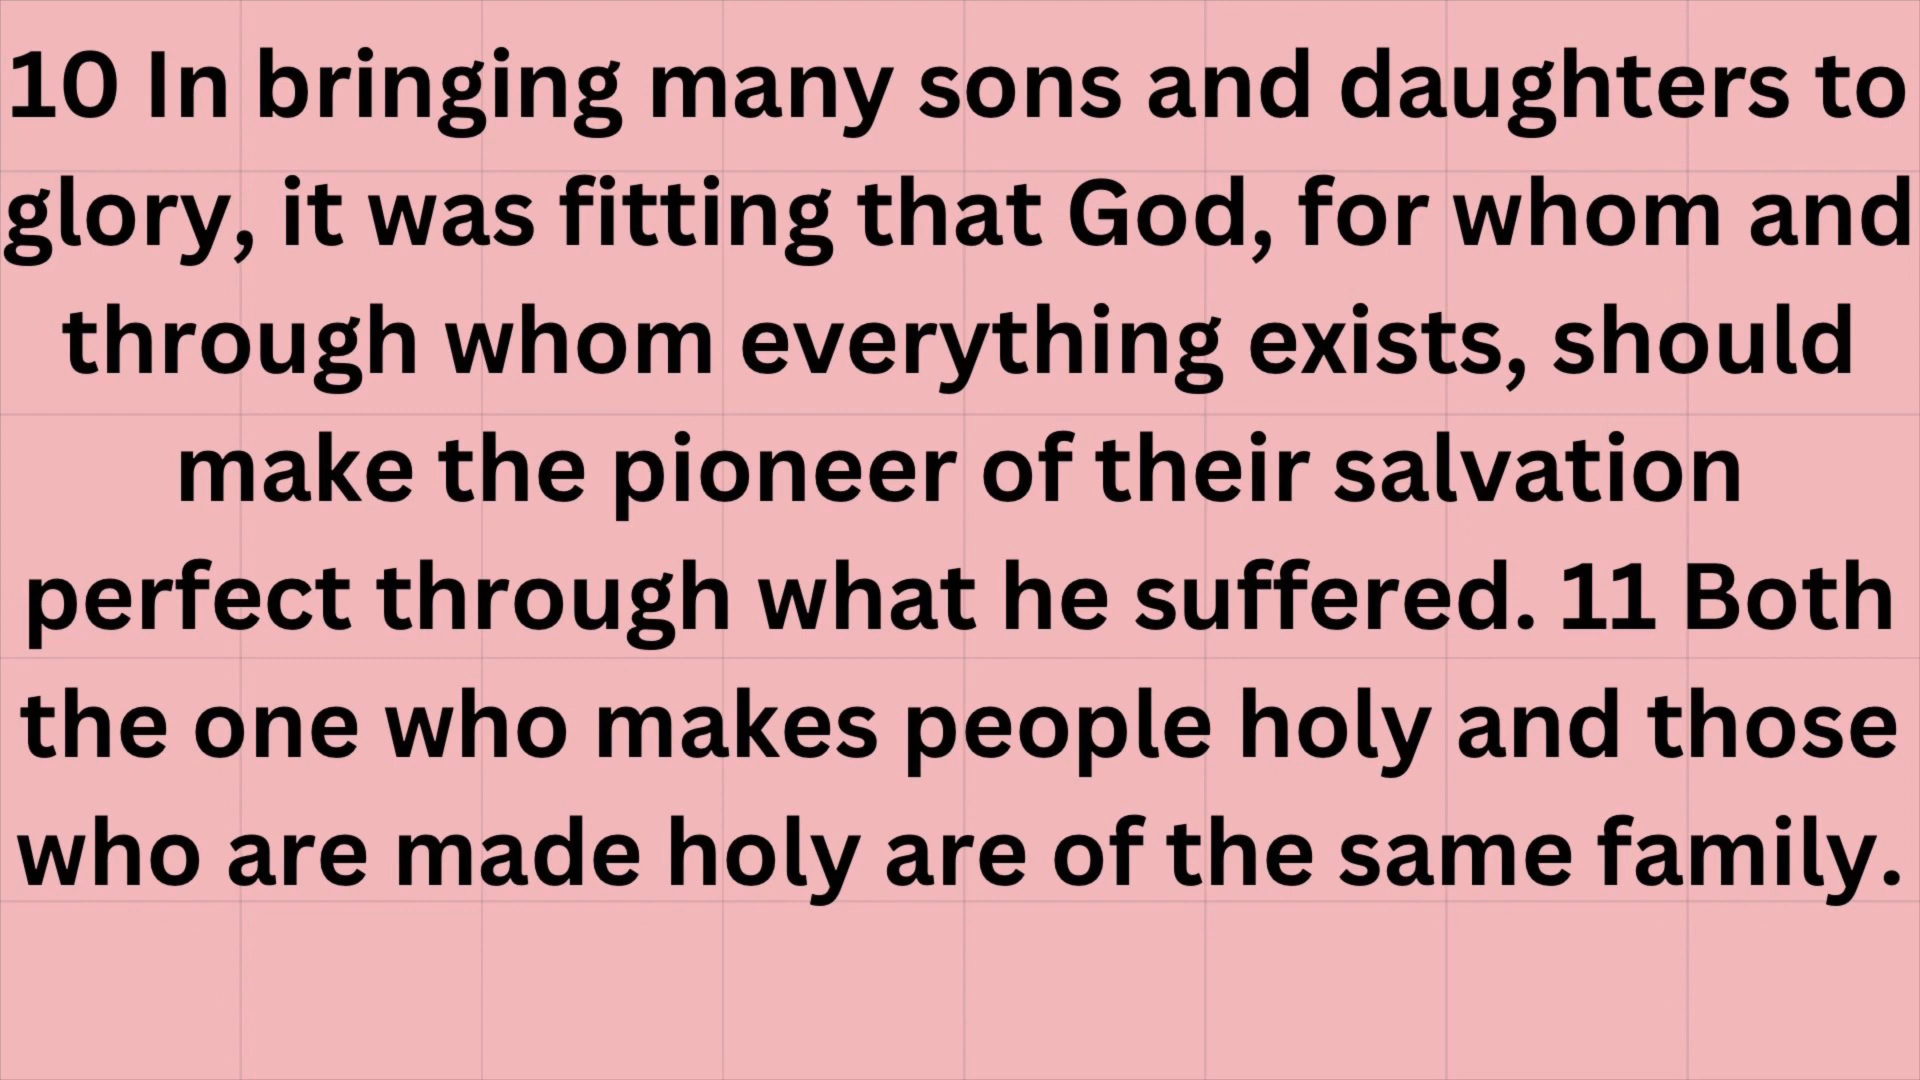 10 In bringing many sons and daughters to
glory, it was fitting that God, for whom and
through whom everything exists, should
make the pioneer of their salvation
perfect through what he suffered. 11 Both
the one who makes people holy and those
who are made holy are of the same family.